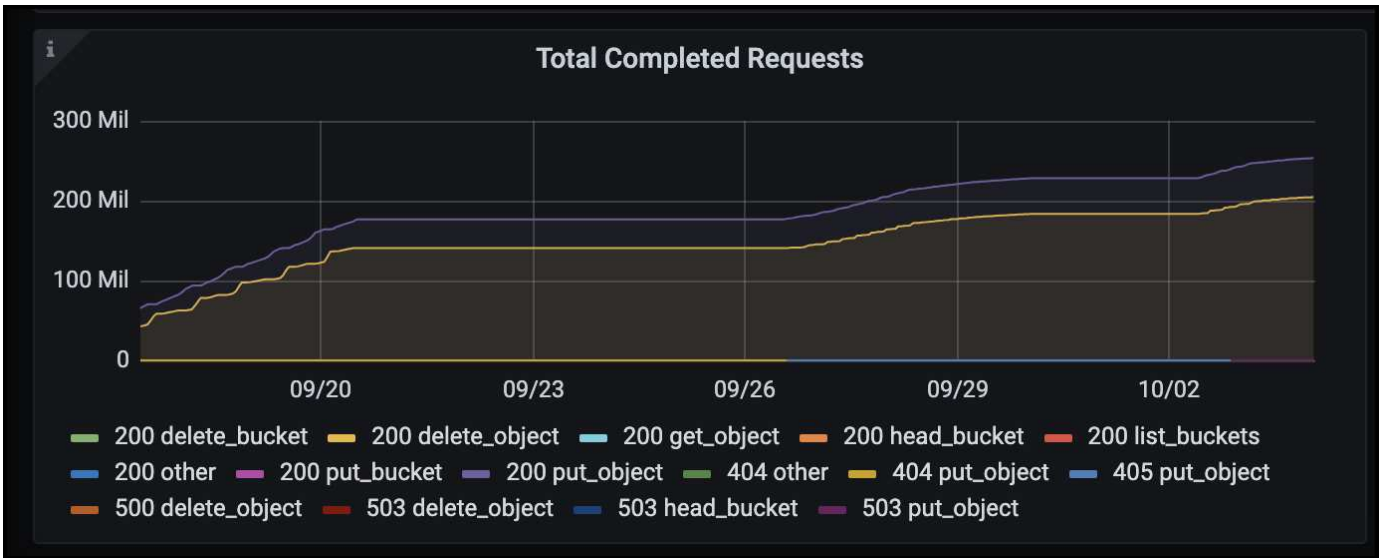 Total Completed Requests
300 Mil
200 Mil
100 Mil
0
09/20 09/23 09/26 09/29 10/02
200 delete_bucket 200 delete_object 200 get_object 200 head_bucket 200 list_buckets
200 other 200 put_bucket 200 put_object 404 other 404 put_object 405 put_object
500 delete_object 503 delete_object 503 head_bucket 503 put_object